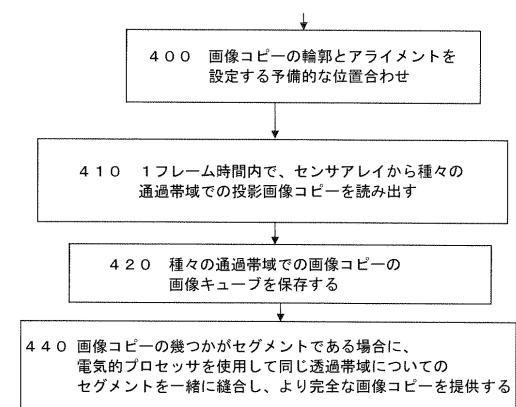 ４００　画像コピーの輪郭とアライメントを
設定する予備的な位置合わせ
４１０　１フレーム時間内で、センサアレイから種々の
通過帯域での投影画像コピーを読み出す
４２０　種々の通過帯域での画像コピーの
画像キューブを保存する
４４０ 画像コピーの幾つかがセグメントである場合に、
電気的プロセッサを使用して同じ透過帯域についての
セグメントを一緒に縫合し、より完全な画像コピーを提供する